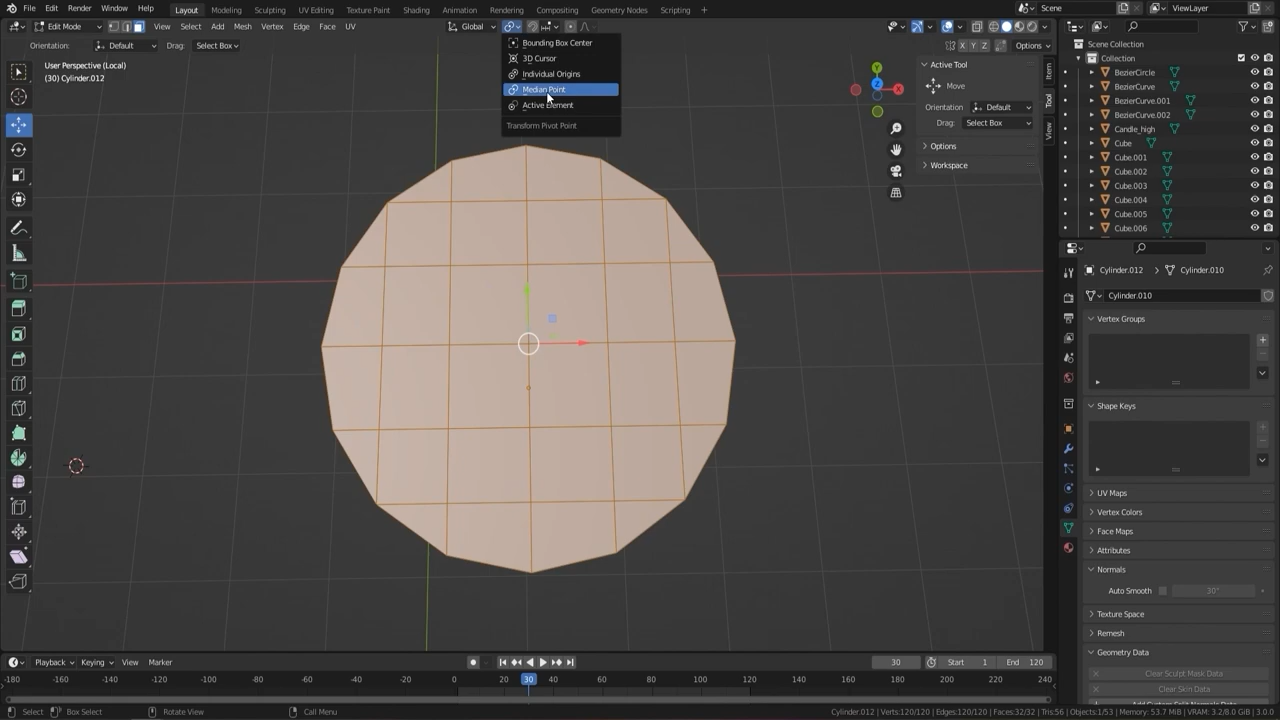 File Edit Render Window Help Layout Modeling Sculpting UV Editing Texture Paint Shading Animation Rendering Compositing Geometry Nodes Scripting + Scene ViewLayer
Edit Mode View Select Add Mesh Vertex Edge Face UV Global
Orientation: Default Drag: Select Box X Y Z Options
User Perspective (Local)
(30) Cylinder.012
Bounding Box Center
3D Cursor
Individual Origins
Median Point
Active Element
Transform Pivot Point
Y
Z
X
Active Tool
Move
Orientation Default
Drag: Select Box
Options
Workspace
Item
Tool
View
Scene Collection
Collection
BezierCircle
BezierCurve
BezierCurve.001
BezierCurve.002
Candle_high
Cube
Cube.001
Cube.002
Cube.003
Cube.004
Cube.005
Cube.006
Cylinder.012 > Cylinder.010
Cylinder.010
Vertex Groups
Shape Keys
UV Maps
Vertex Colors
Face Maps
Attributes
Normals
Auto Smooth 30°
Texture Space
Remesh
Geometry Data
Clear Sculpt Mask Data
Clear Skin Data
Playback Keying View Marker 30 Start 1 End 120
-180 -160 -140 -120 -100 -80 -60 -40 -20 0 20 30 40 60 80 100 120 140 160 180 200 220 240
Select Box Select Rotate View Call Menu Cylinder.012 | Verts:120/120 | Edges:120/120 | Faces:32/32 | Tris:56 | Objects:1/53 | Memory: 53.7 MiB | VRAM: 3.2/8.0 GiB | 3.0.0